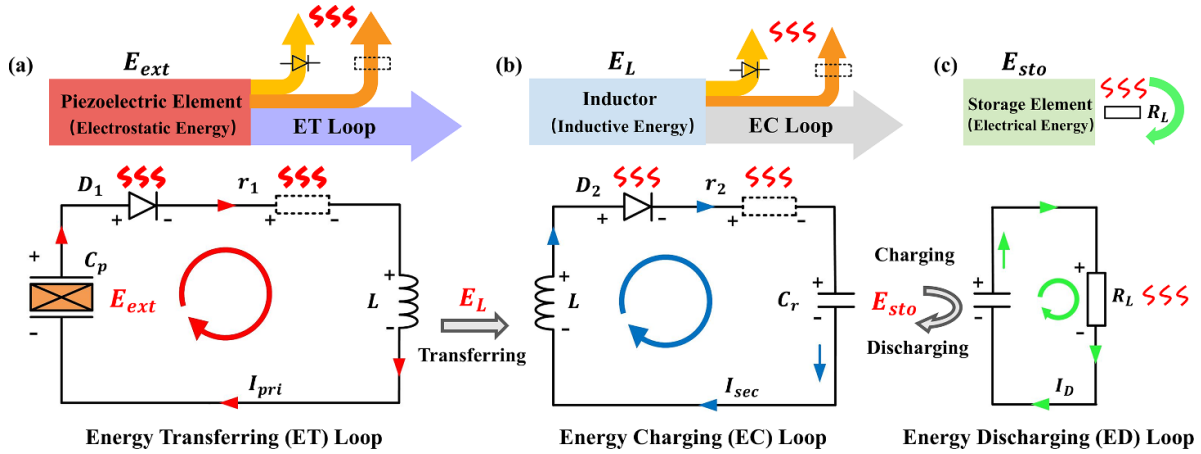 (a)
E_ext
Piezoelectric Element
(Electrostatic Energy)
ET Loop
D_1
r_1
+ - + -
+
C_p
E_ext
-
+
L
-
I_pri
Energy Transferring (ET) Loop
E_L
Transferring
(b)
E_L
Inductor
(Inductive Energy)
EC Loop
D_2
r_2
+ - + -
+
L
-
+
C_r
-
I_sec
Energy Charging (EC) Loop
Charging
E_sto
Discharging
(c)
E_sto
Storage Element
(Electrical Energy)
R_L
+
-
+
R_L
-
I_D
Energy Discharging (ED) Loop